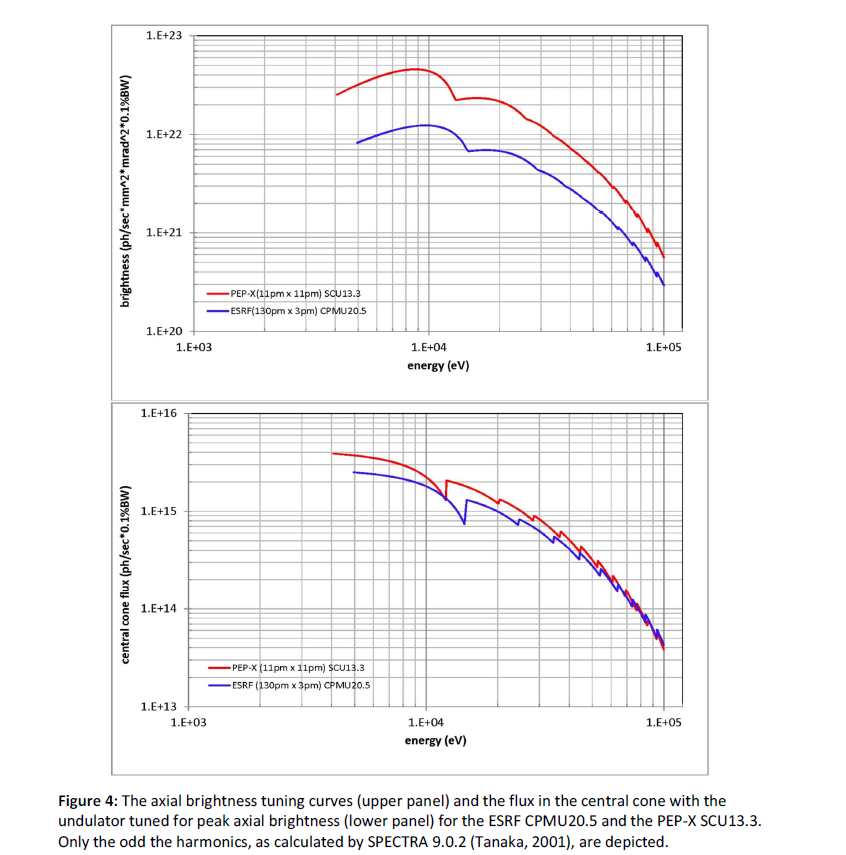 1.E+23
1.E+22
1.E+21
1.E+20
brightness (ph/sec*mm^2*mrad^2*0.1%BW)
PEP-X(11pm x 11pm) SCU13.3
ESRF(130pm x 3pm) CPMU20.5
1.E+03 1.E+04 1.E+05
energy (eV)
1.E+16
1.E+15
1.E+14
1.E+13
central cone flux (ph/sec*0.1%BW)
PEP-X (11pm x 11pm) SCU13.3
ESRF (130pm x 3pm) CPMU20.5
1.E+03 1.E+04 1.E+05
energy (eV)
Figure 4: The axial brightness tuning curves (upper panel) and the flux in the central cone with the
undulator tuned for peak axial brightness (lower panel) for the ESRF CPMU20.5 and the PEP-X SCU13.3.
Only the odd the harmonics, as calculated by SPECTRA 9.0.2 (Tanaka, 2001), are depicted.